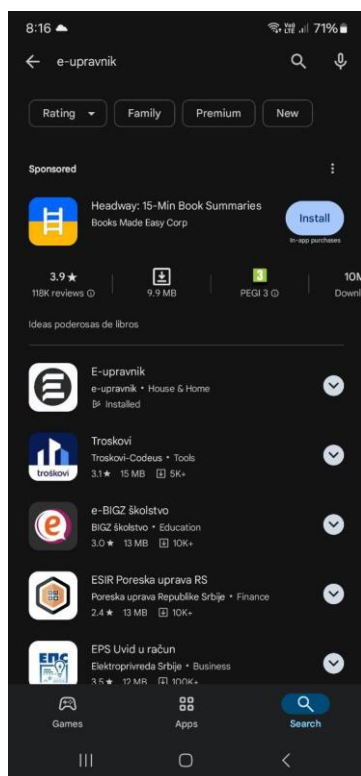 8:16 71%
e-upravnik
Rating Family Premium New
Sponsored
Headway: 15-Min Book Summaries
Books Made Easy Corp
Install
In-app purchases
3.9★ 9.9 MB 3 10M
118K reviews PEGI 3 Downl
Ideas poderosas de libros
E-upravnik
e-upravnik • House & Home
Installed
Troskovi
Troskovi-Codeus • Tools
troškovi
3.1★ 15 MB 5K+
e-BIGZ školstvo
BIGZ školstvo • Education
3.0★ 13 MB 10K+
ESIR Poreska uprava RS
Poreska uprava Republike Srbije • Finance
2.4★ 13 MB 10K+
EPS Uvid u račun
ЕПС
Elektroprivreda Srbije • Business
3.5★ 12 MB 100K+
Games Apps Search